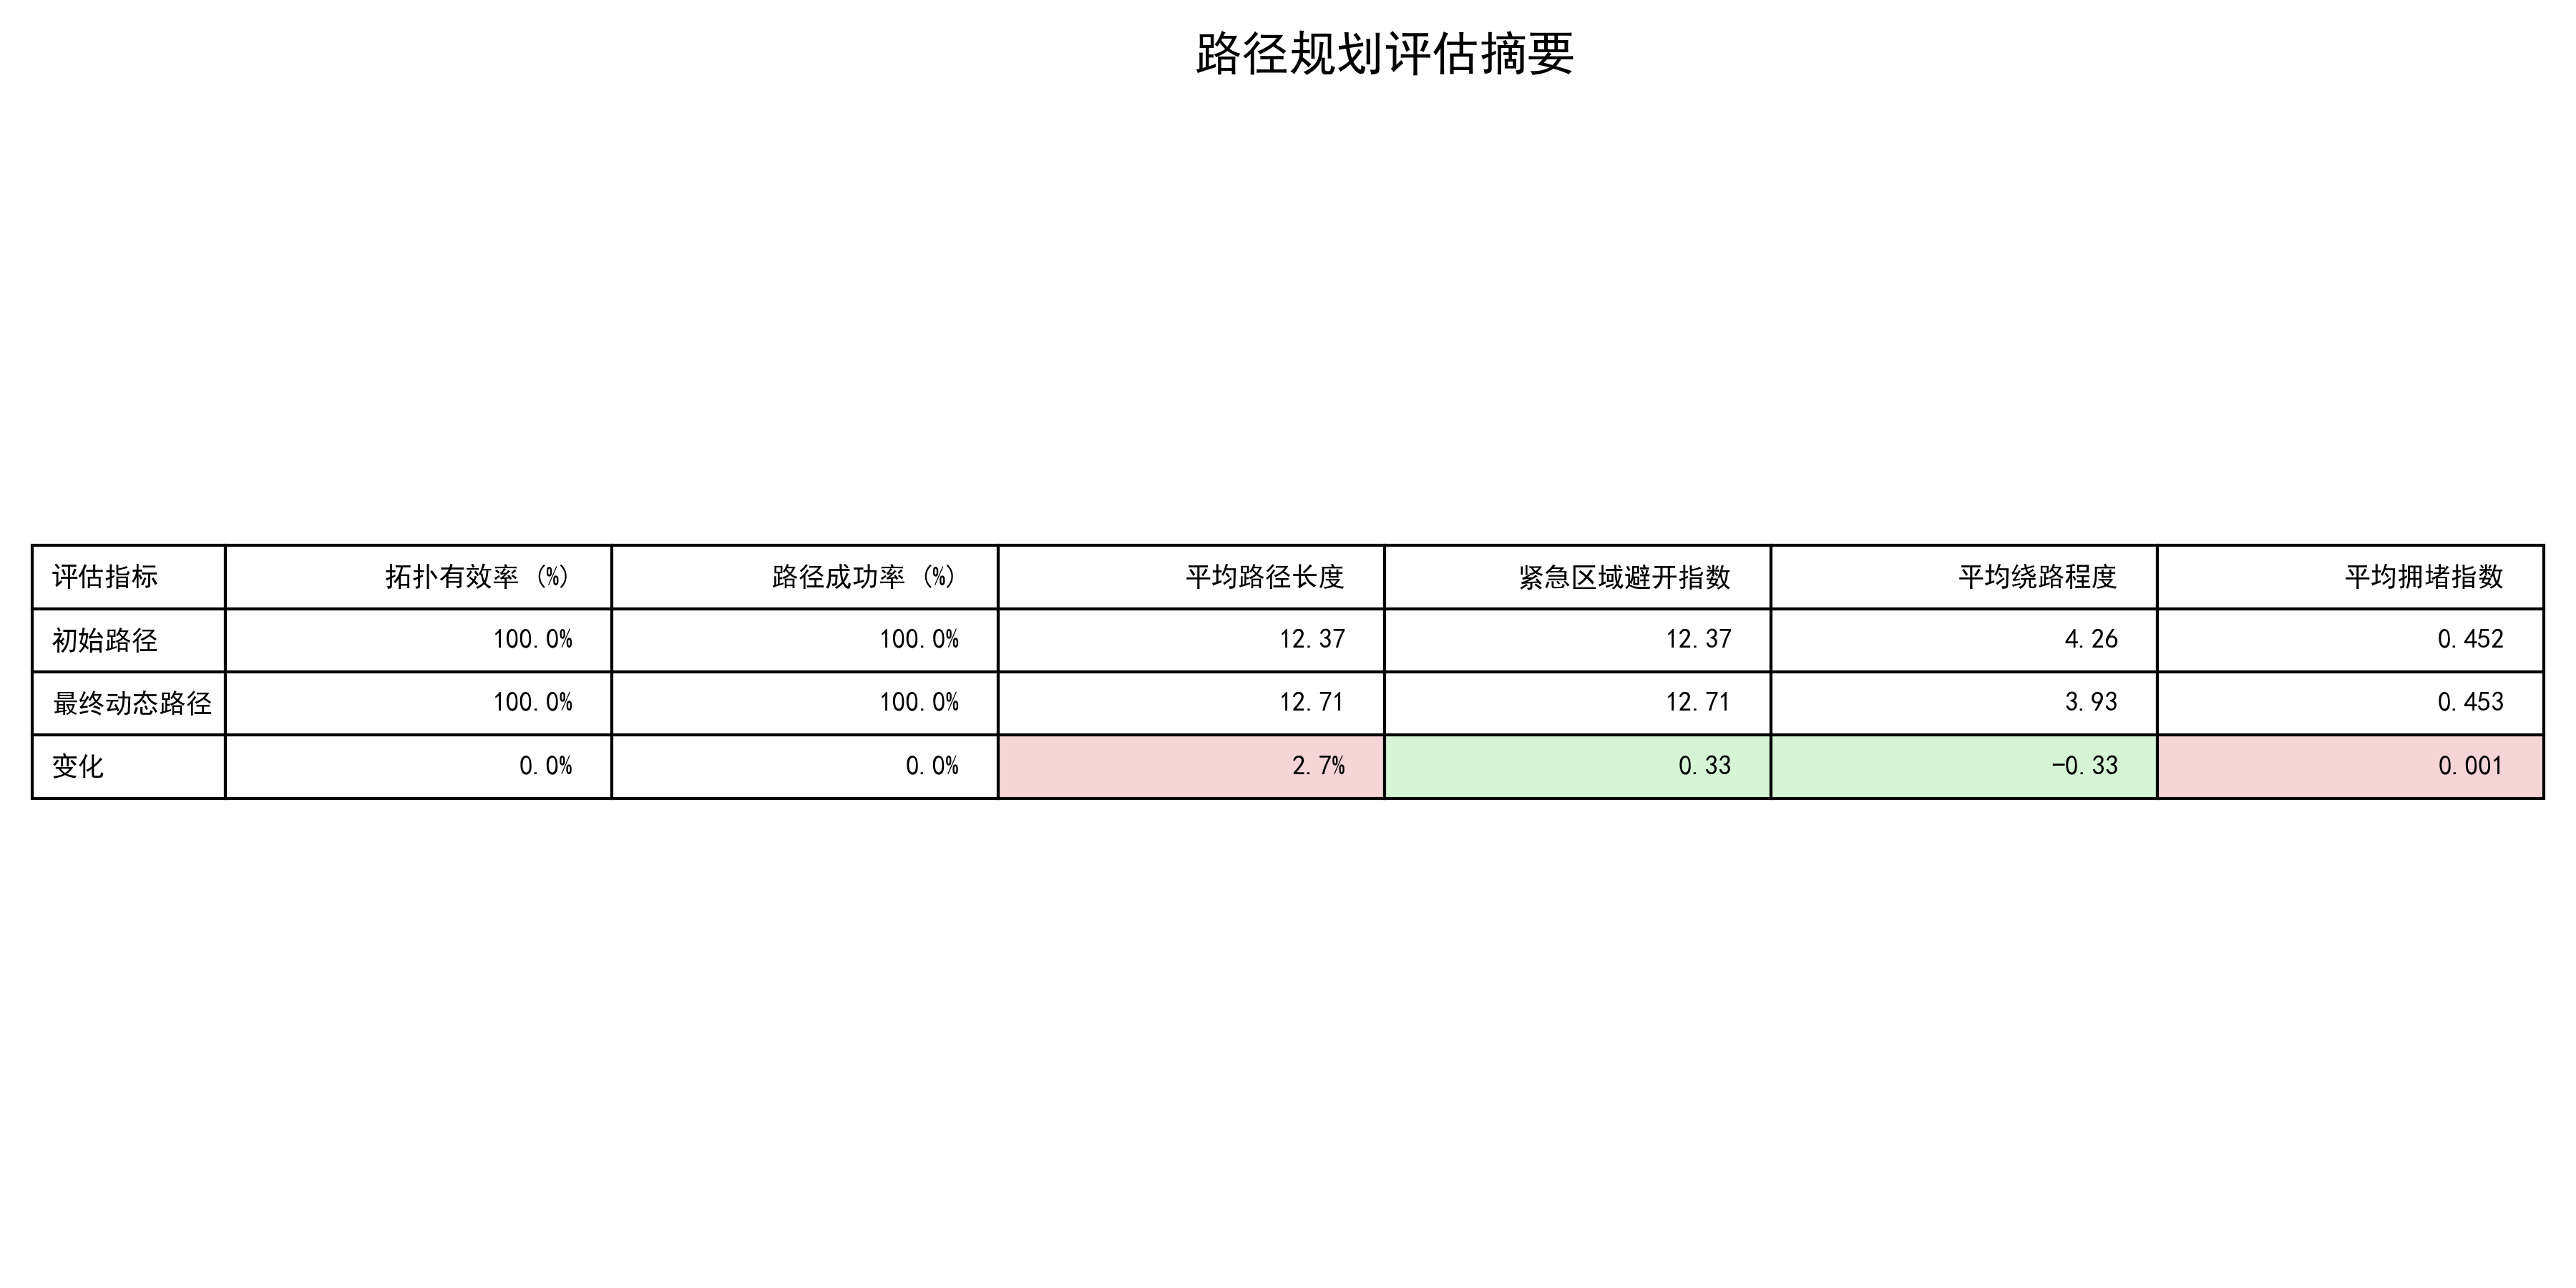 路径规划评估摘要
评估指标 拓扑有效率 (%) 路径成功率 (%) 平均路径长度 紧急区域避开指数 平均绕路程度 平均拥堵指数
初始路径 100.0% 100.0% 12.37 12.37 4.26 0.452
最终动态路径 100.0% 100.0% 12.71 12.71 3.93 0.453
变化 0.0% 0.0% 2.7% 0.33 -0.33 0.001